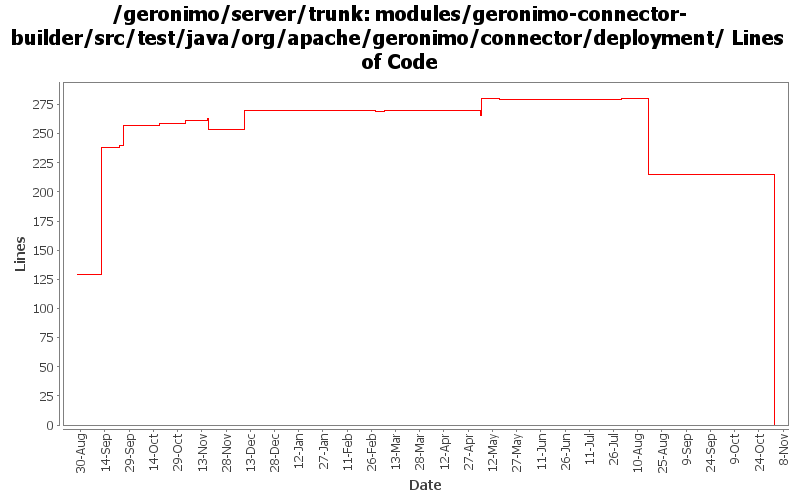 /geronimo/server/trunk: modules/geronimo-connector-
builder/src/test/java/org/apache/geronimo/connector/deployment/ Lines
of Code
Lines
275
250
225
200
175
150
125
100
75
50
25
0
30-Aug
14-Sep
29-Sep
14-Oct
29-Oct
13-Nov
28-Nov
13-Dec
28-Dec
12-Jan
27-Jan
11-Feb
26-Feb
13-Mar
28-Mar
12-Apr
27-Apr
12-May
27-May
11-Jun
26-Jun
11-Jul
26-Jul
10-Aug
25-Aug
9-Sep
24-Sep
9-Oct
24-Oct
8-Nov
Date